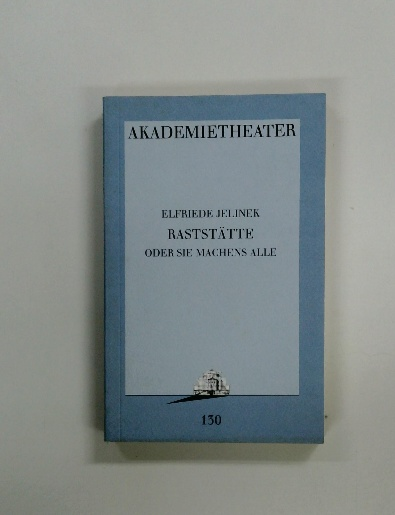 AKADEMIETHEATER
ELFRIEDE JELINEK
RASTSTÄTTE
ODER SIE MACHENS ALLE
130